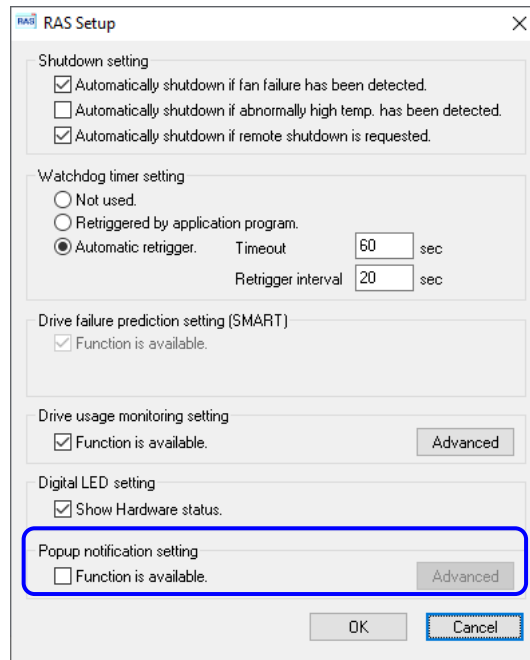 RAS RAS Setup
Shutdown setting
Automatically shutdown if fan failure has been detected.
Automatically shutdown if abnormally high temp. has been detected.
Automatically shutdown if remote shutdown is requested.
Watchdog timer setting
Not used.
Retriggered by application program.
Automatic retrigger. Timeout 60 sec
Retrigger interval 20 sec
Drive failure prediction setting (SMART)
Function is available.
Drive usage monitoring setting
Function is available. Advanced
Digital LED setting
Show Hardware status.
Popup notification setting
Function is available. Advanced
OK Cancel